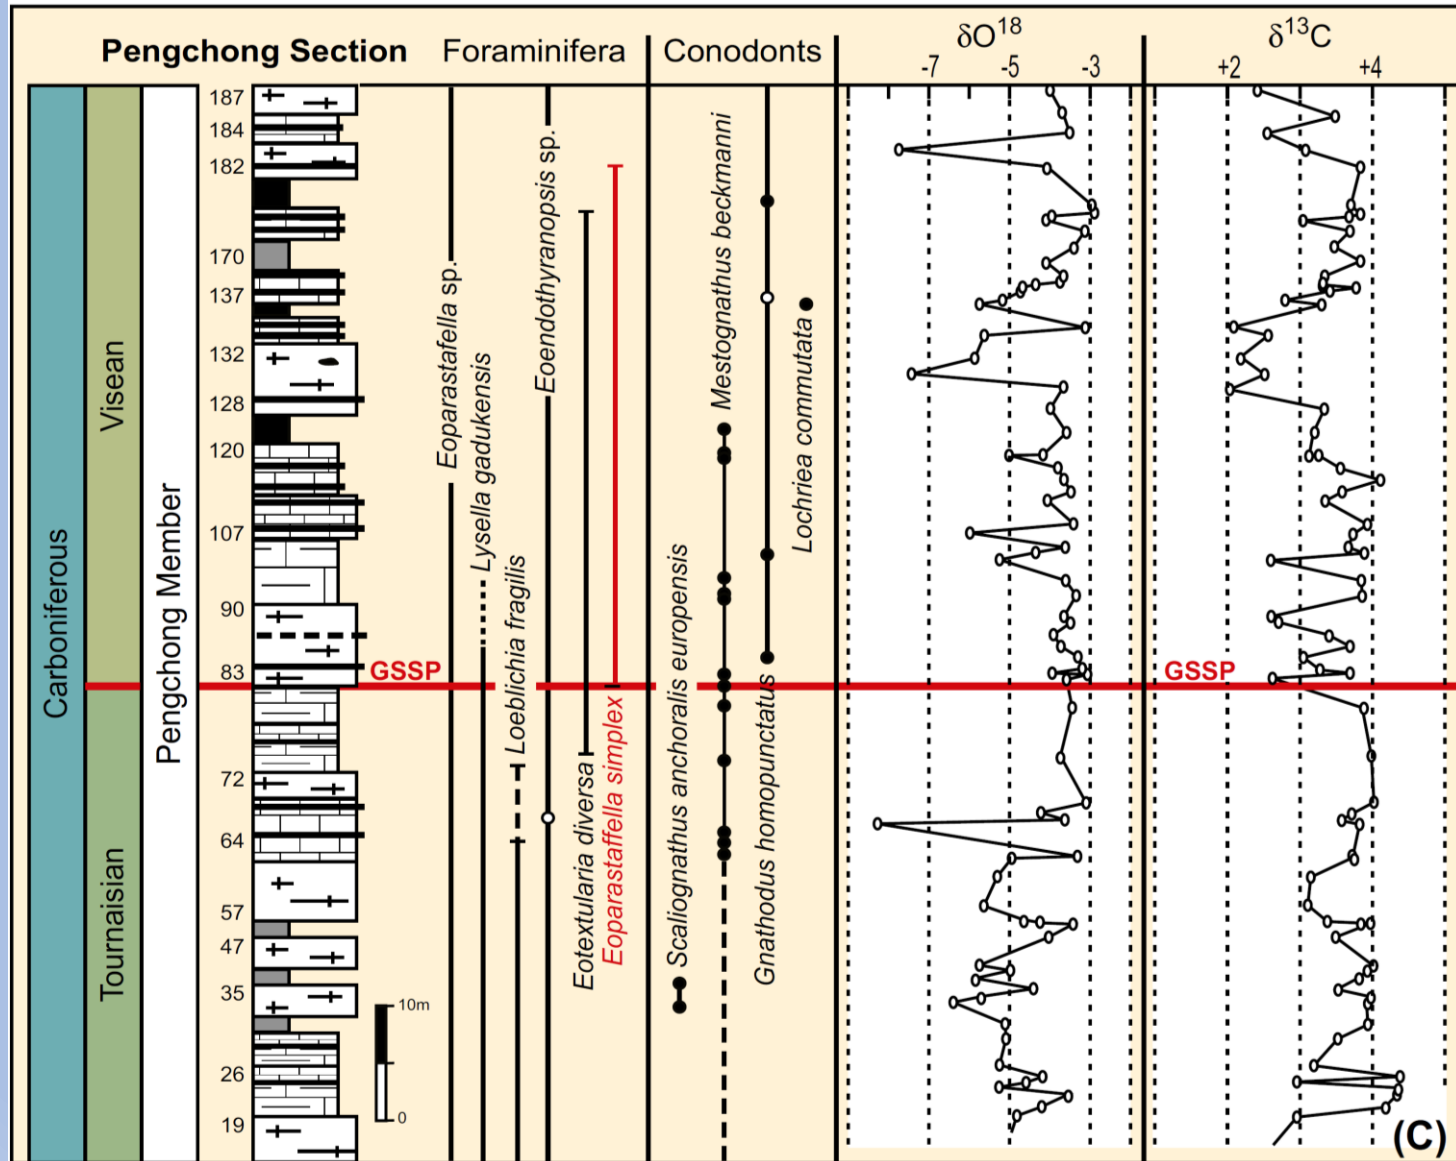 Pengchong Section
Foraminifera
Conodonts
δO18
-7
-5
-3
δ13C
+2
+4
Carboniferous
Visean
Tournaisian
Pengchong Member
187
184
182
170
137
132
128
120
107
90
83
72
64
57
47
35
26
19
10m
0
GSSP
GSSP
Eoparastafella sp.
Lysella gadukensis
Loeblichia fragilis
Eoendothyranopsis sp.
Eotextularia diversa
Eoparastaffella simplex
Scaliognathus anchoralis europensis
Mestognathus beckmanni
Gnathodus homopunctatus
Lochriea commutata
(C)